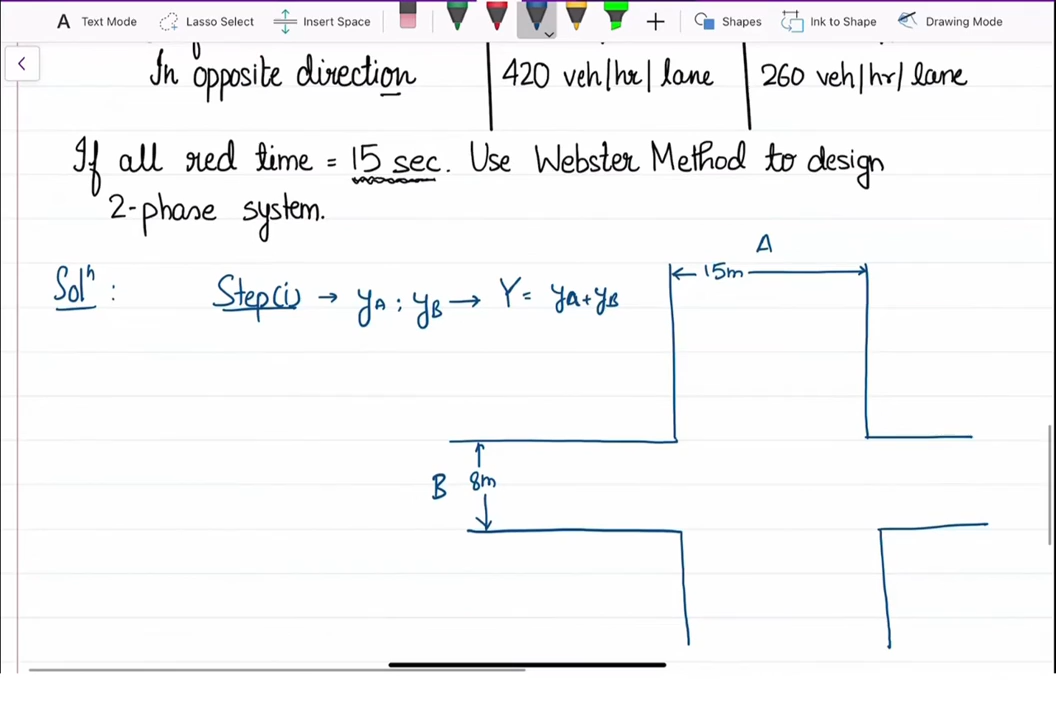 A Text Mode Lasso Select Insert Space Shapes Ink to Shape Drawing Mode
In opposite direction 420 veh/hr/lane 260 veh/hr/lane
If all red time = 15 sec. Use Webster Method to design
2-phase system.
A
15m
Solⁿ : Step(i) → yA ; yB → Y = yA + yB
B 8m